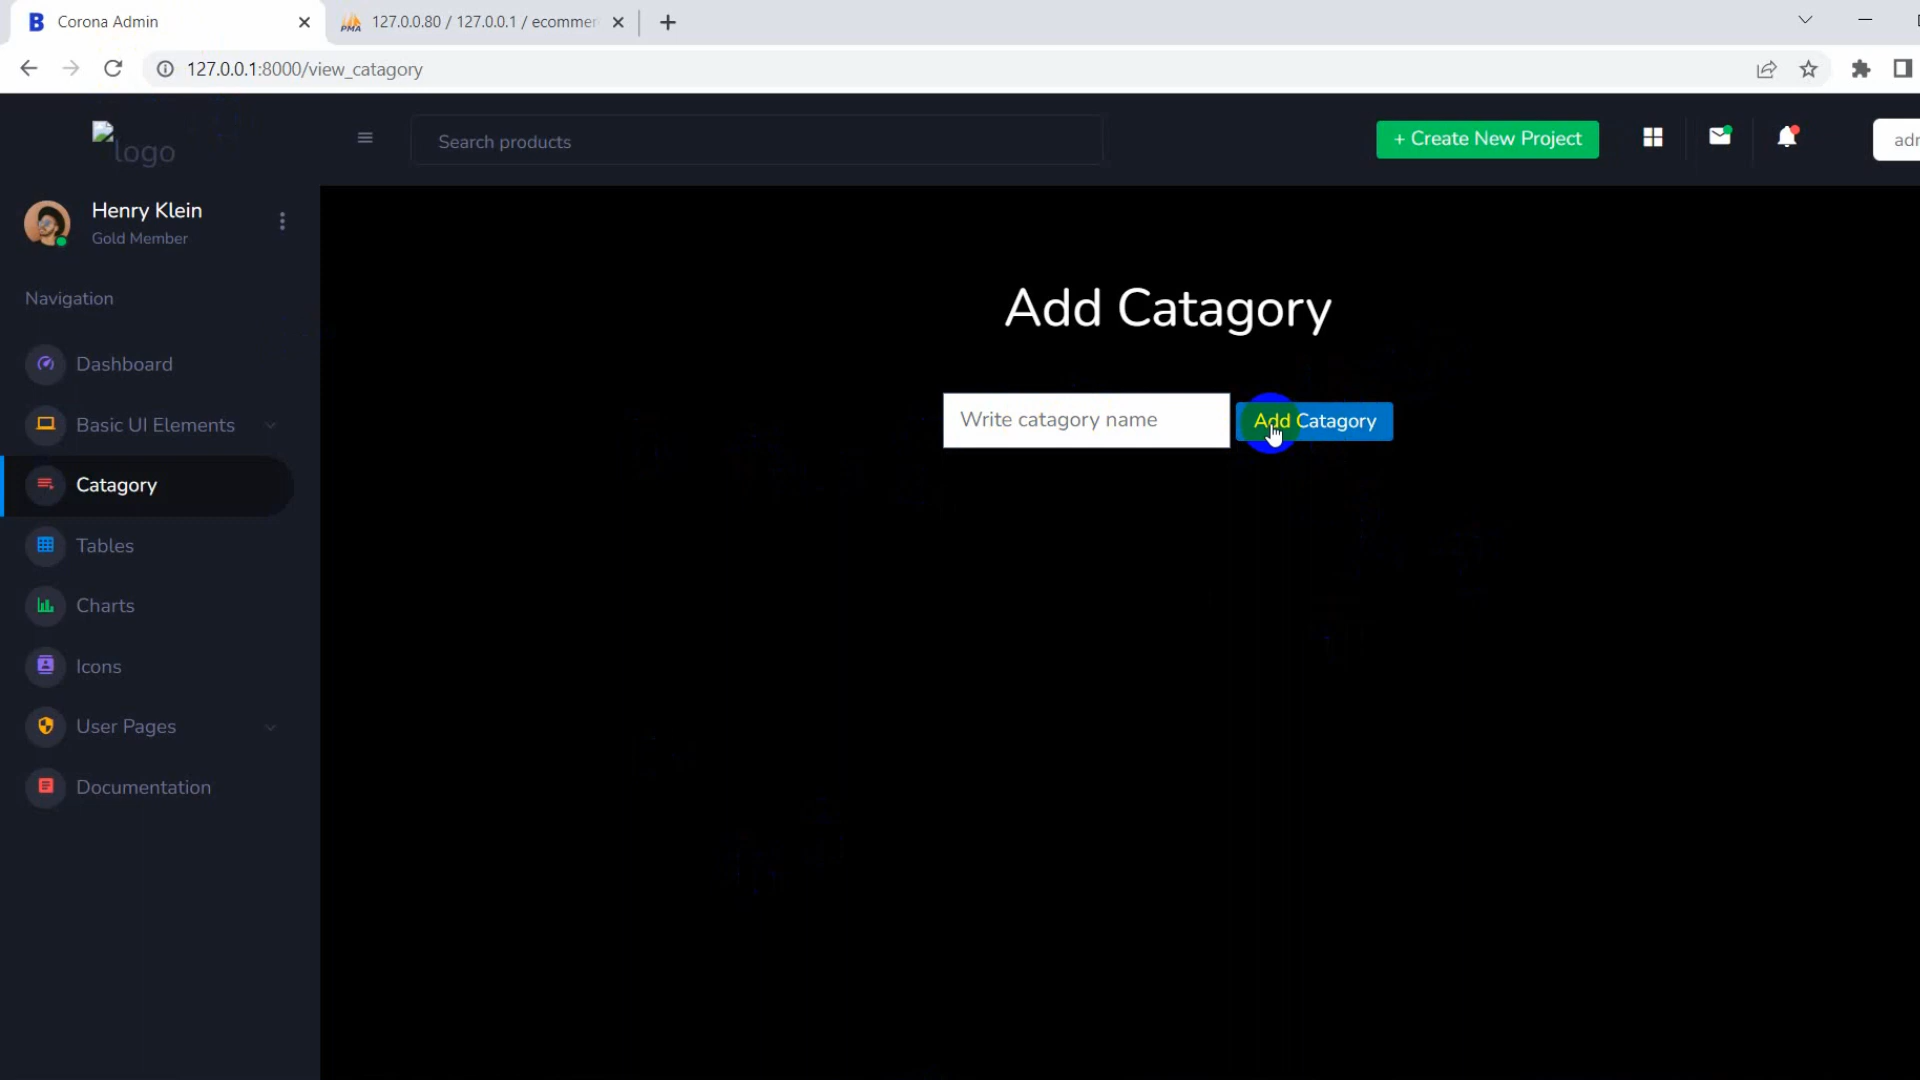 B Corona Admin
PMA 127.0.0.80 / 127.0.0.1 / ecommer
127.0.0.1:8000/view_catagory
logo
Search products
+ Create New Project
adr
Henry Klein
Gold Member
Navigation
Dashboard
Basic UI Elements
Catagory
Tables
Charts
Icons
User Pages
Documentation
Add Catagory
Write catagory name
Add Catagory